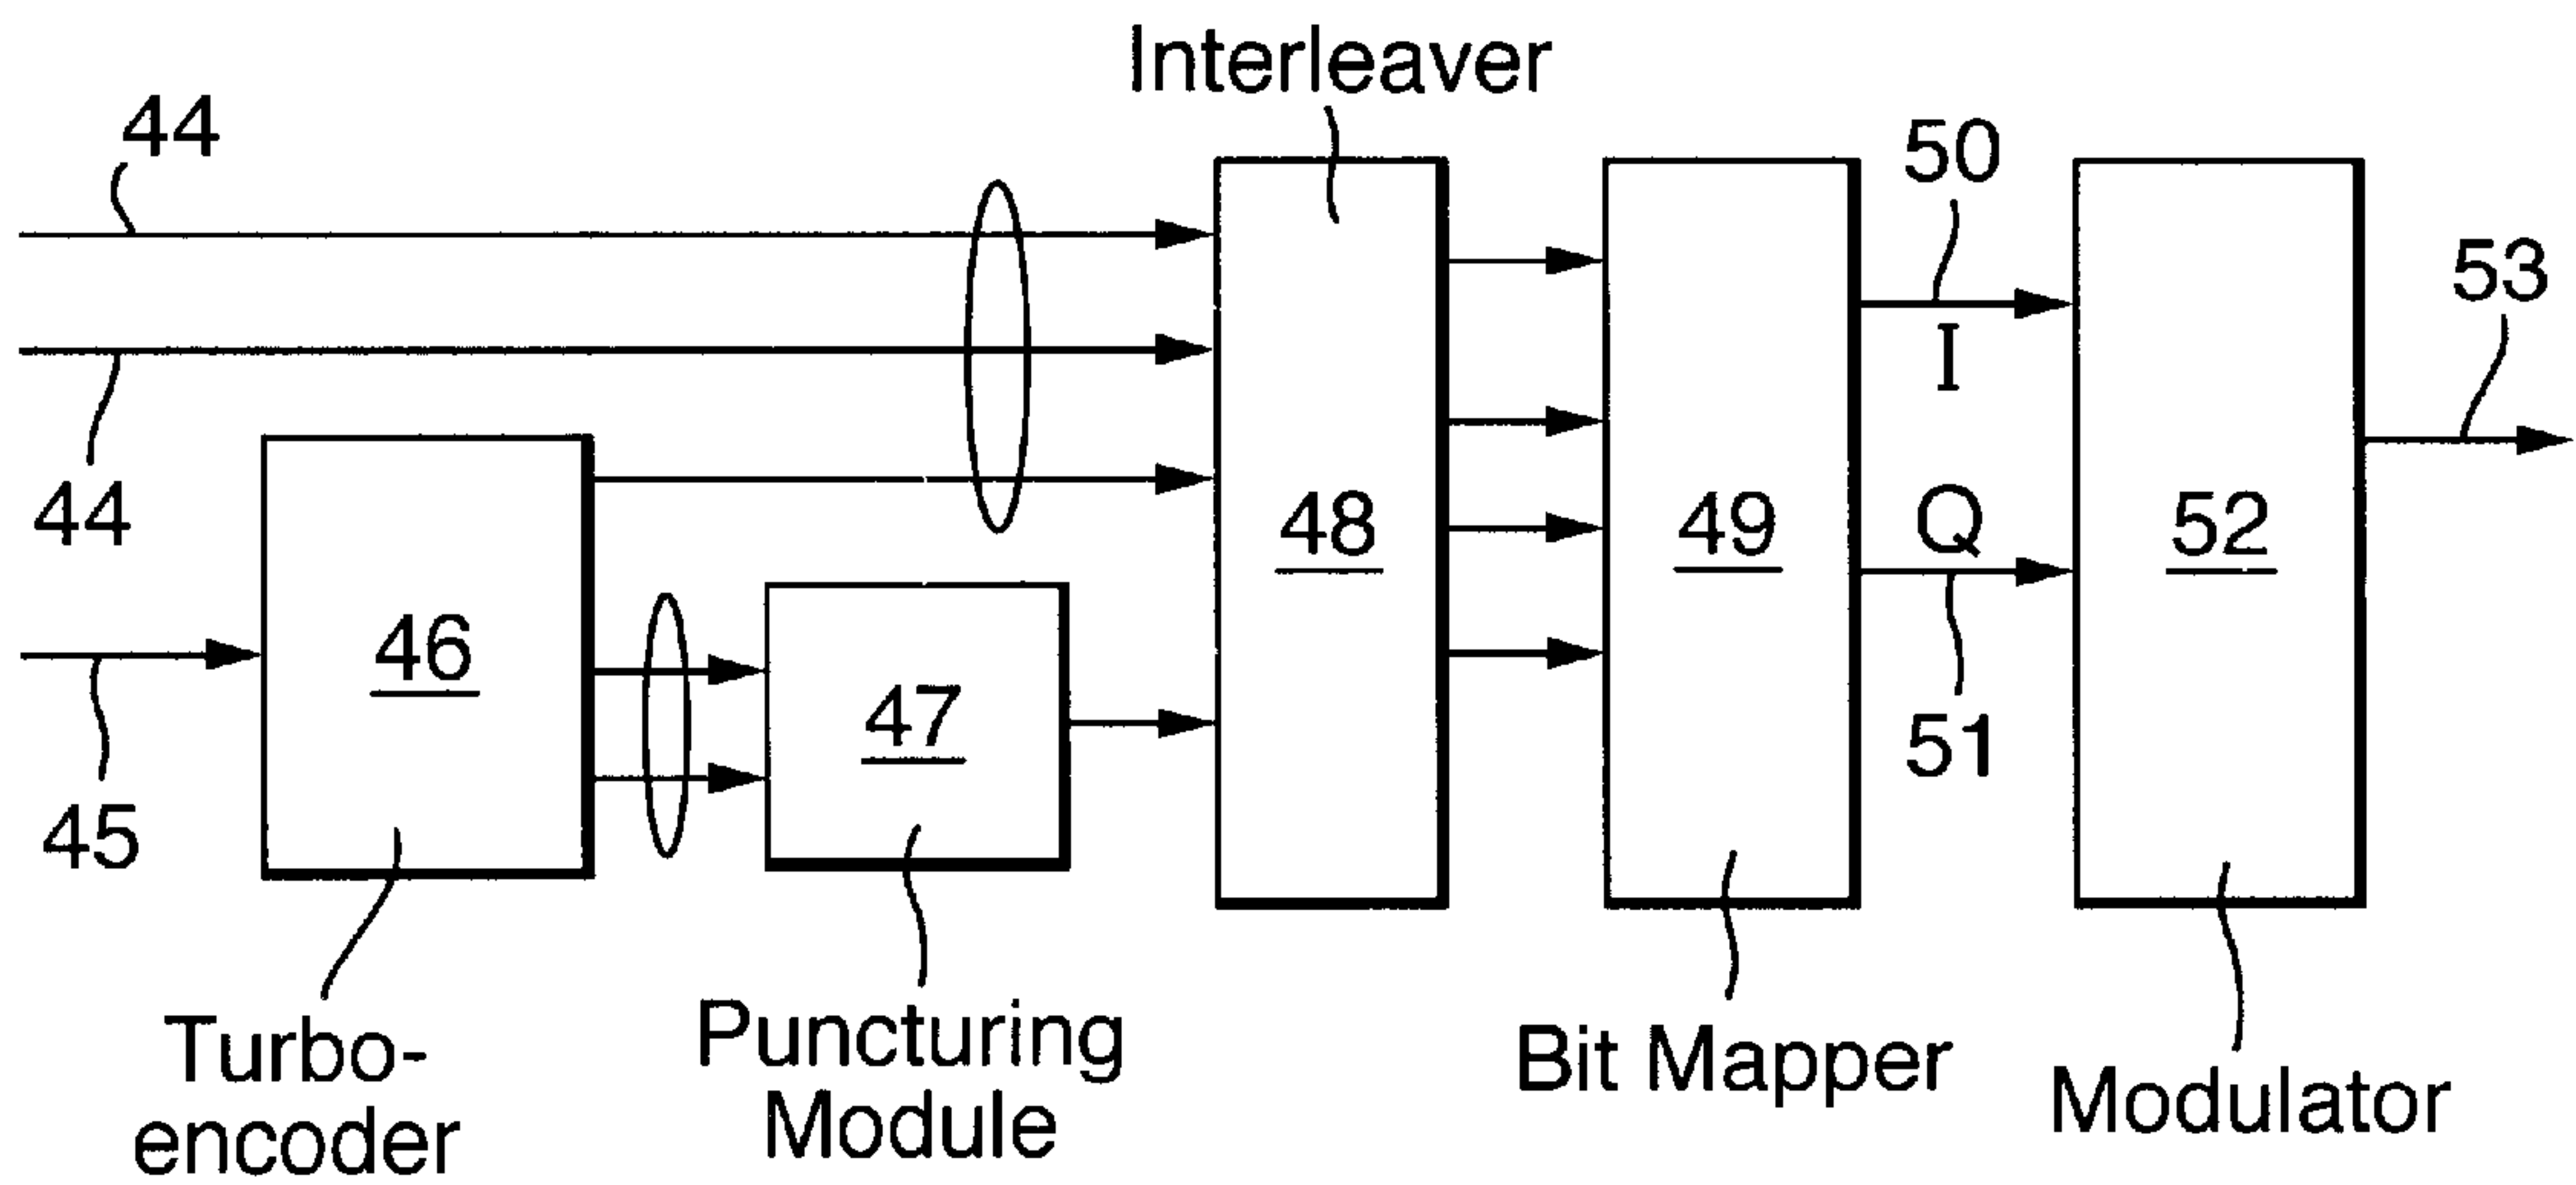 Interleaver
44
50
53
I
44
48
49
Q
52
46
47
51
45
Turbo-
encoder
Puncturing
Module
Bit Mapper
Modulator